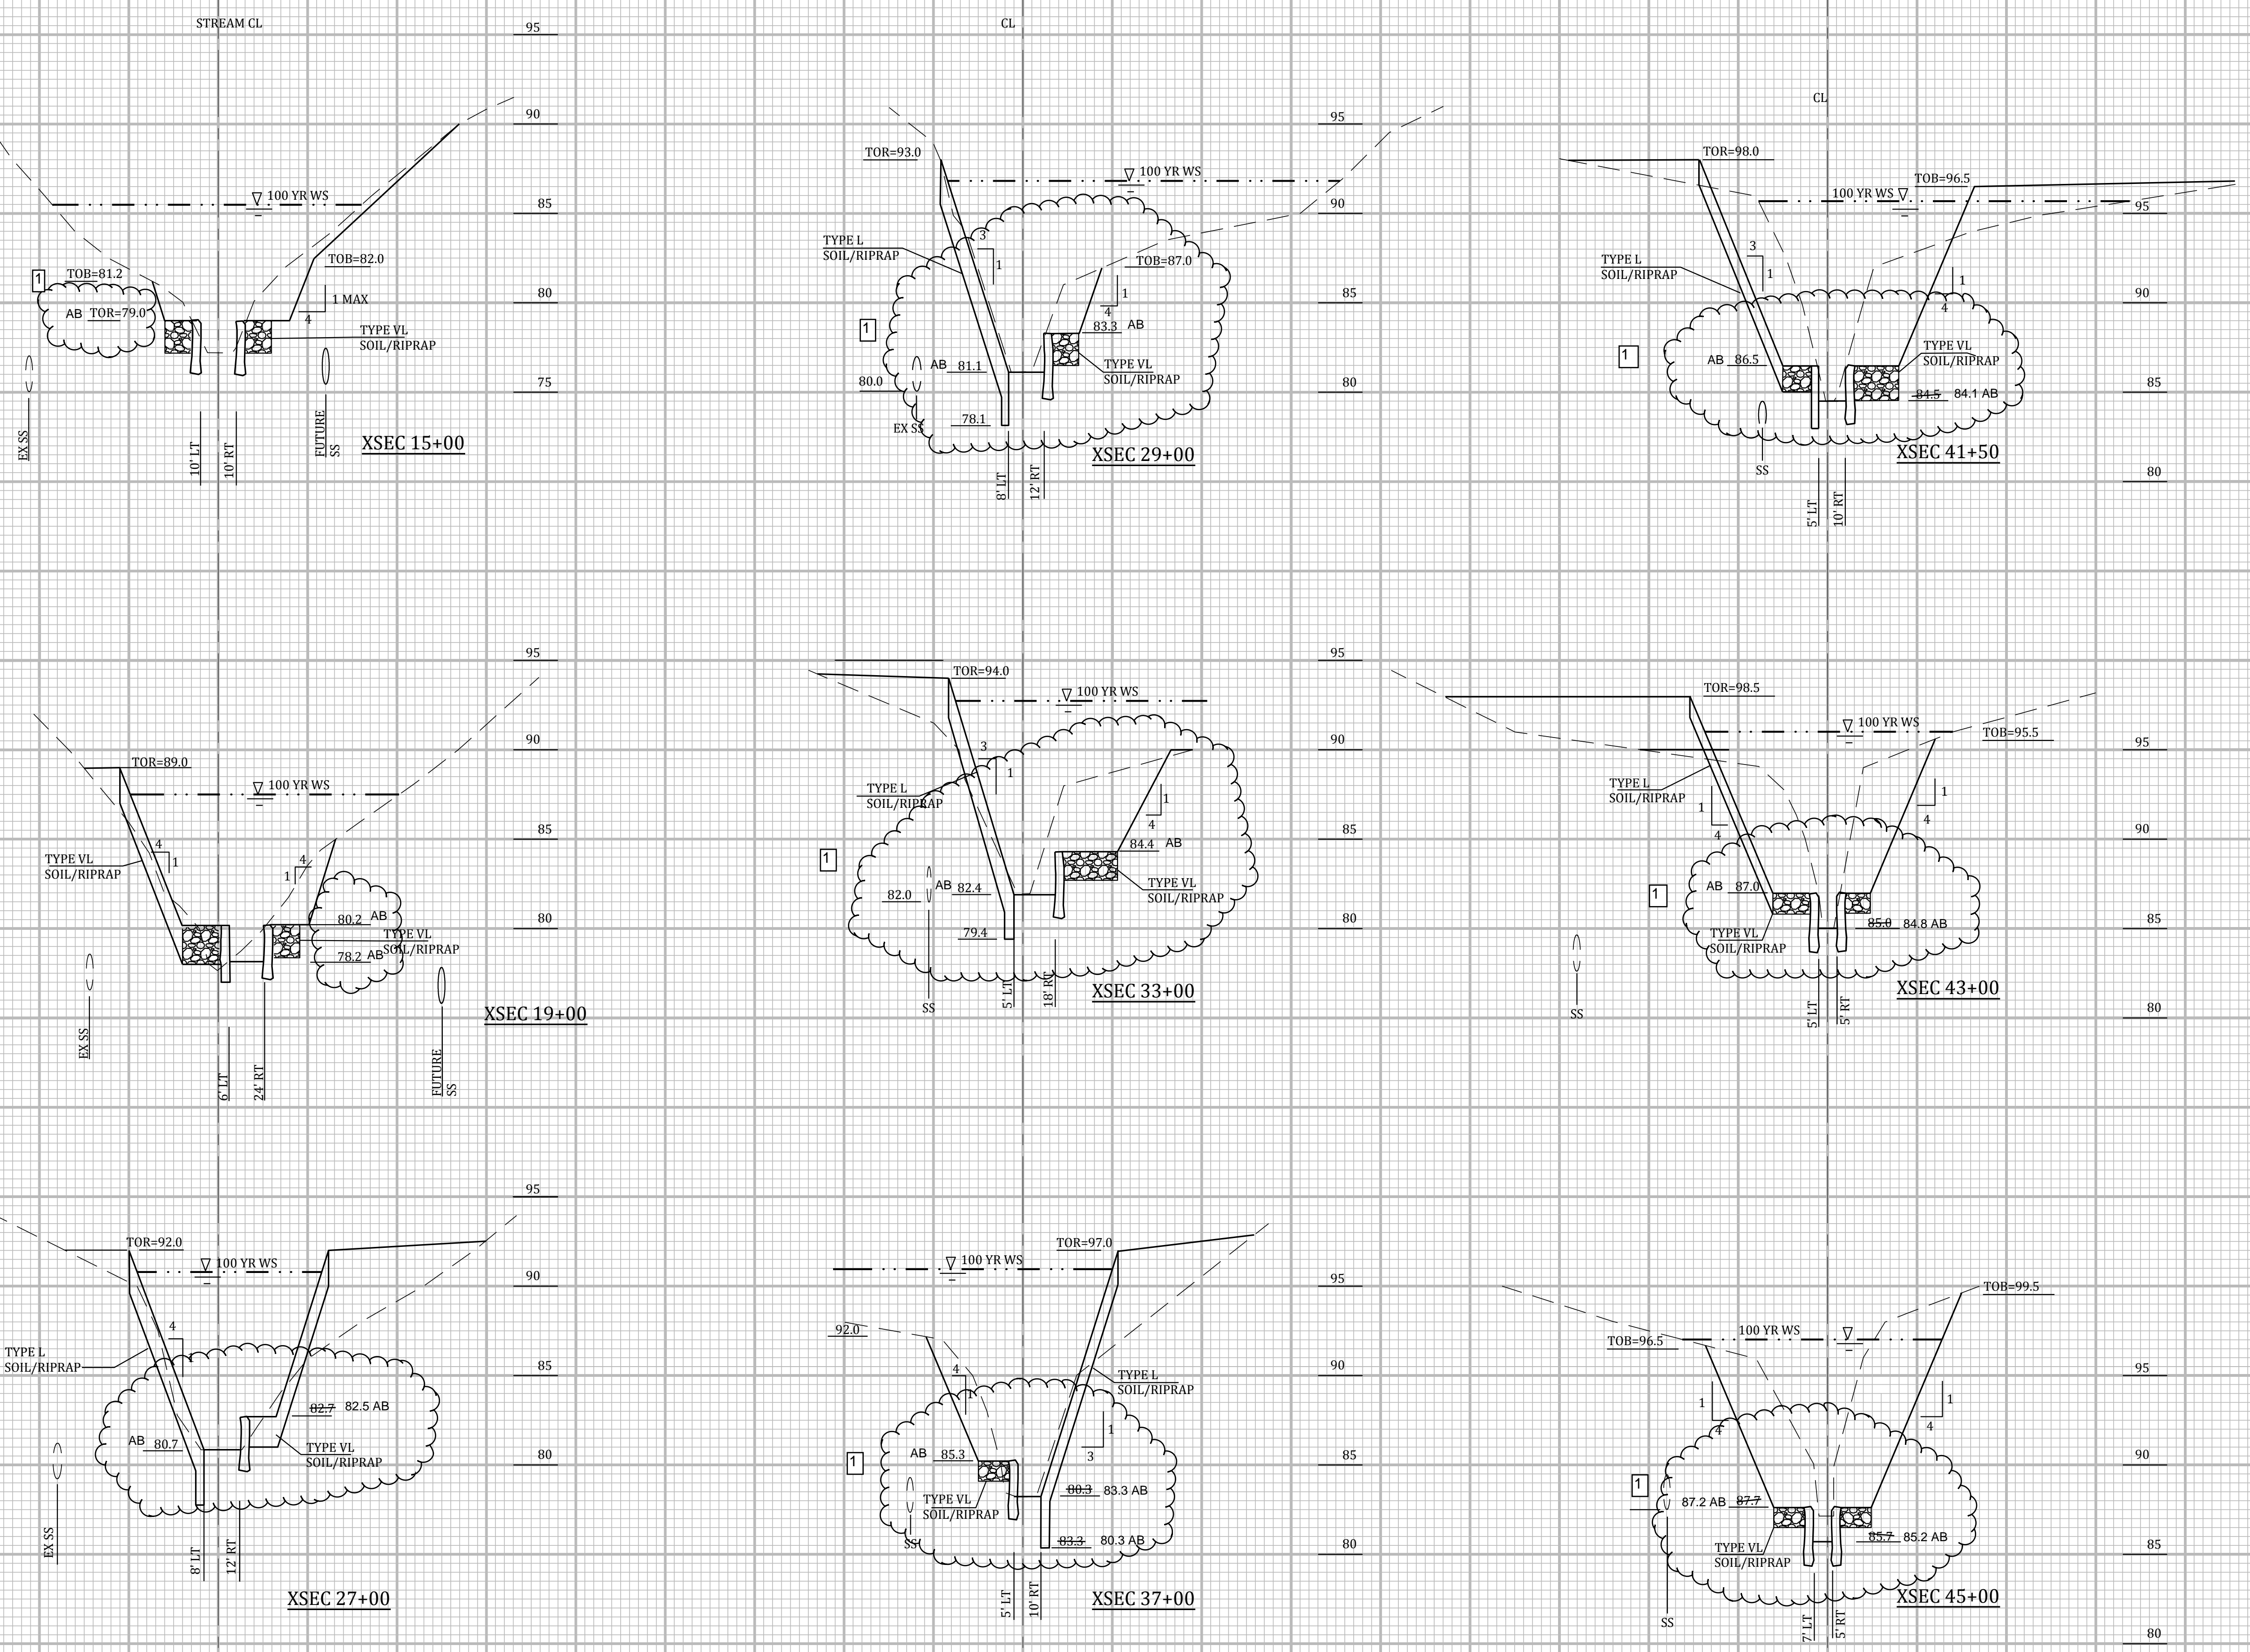 STREAM CL
95
90
100 YR WS
85
TOB=82.0
1
TOB=81.2
80
1 MAX
4
AB TOR=79.0
TYPE VL
SOIL/RIPRAP
75
EX SS
10' LT
10' RT
FUTURE
SS
XSEC 15+00
CL
95
TOR=93.0
100 YR WS
90
3
1
TYPE L
SOIL/RIPRAP
TOB=87.0
85
1
4
1
83.3 AB
AB 81.1
TYPE VL
SOIL/RIPRAP
80.0
80
78.1
EX SS
8' LT
12' RT
XSEC 29+00
CL
TOR=98.0
TOB=96.5
100 YR WS
95
3
1
TYPE L
SOIL/RIPRAP
1
4
90
1
AB 86.5
TYPE VL
SOIL/RIPRAP
84.5 84.1 AB
85
SS
80
5' LT
10' RT
XSEC 41+50
95
90
TOR=89.0
100 YR WS
85
4
1
4
1
TYPE VL
SOIL/RIPRAP
80.2 AB
80
TYPE VL
SOIL/RIPRAP
78.2 AB
EX SS
6' LT
24' RT
FUTURE
SS
XSEC 19+00
95
TOR=94.0
100 YR WS
90
3
1
TYPE L
SOIL/RIPRAP
1
4
85
1
84.4 AB
82.0
AB 82.4
TYPE VL
SOIL/RIPRAP
80
79.4
SS
5' LT
18' RT
XSEC 33+00
TOR=98.5
100 YR WS
TOB=95.5
95
TYPE L
SOIL/RIPRAP
1
4
1
4
90
1
AB 87.0
85.0 84.8 AB
85
TYPE VL
SOIL/RIPRAP
SS
80
5' LT
5' RT
XSEC 43+00
95
TOR=92.0
100 YR WS
90
4
TYPE L
SOIL/RIPRAP
85
82.7 82.5 AB
AB 80.7
TYPE VL
SOIL/RIPRAP
80
EX SS
8' LT
12' RT
XSEC 27+00
TOR=97.0
100 YR WS
95
92.0
4
1
TYPE L
SOIL/RIPRAP
90
1
3
1
AB 85.3
85
80.3 83.3 AB
TYPE VL
SOIL/RIPRAP
83.3 80.3 AB
80
SS
5' LT
10' RT
XSEC 37+00
TOB=99.5
100 YR WS
TOB=96.5
95
1
4
1
4
90
1
87.2 AB 87.7
85.7 85.2 AB
TYPE VL
SOIL/RIPRAP
85
SS
7' LT
5' RT
XSEC 45+00
80